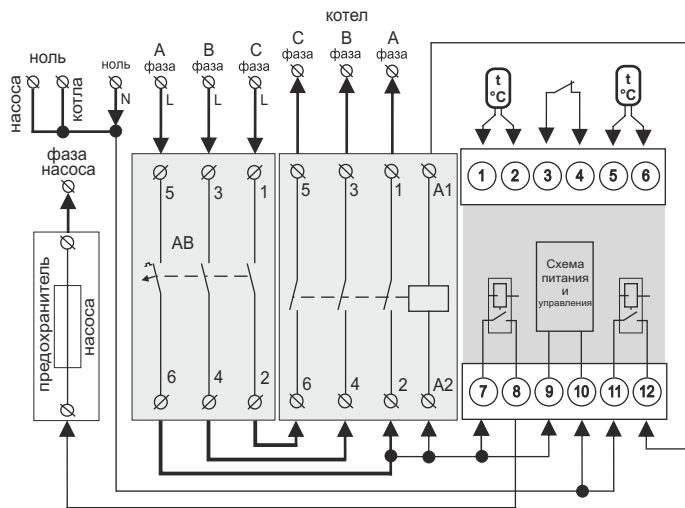 котел
ноль
насоса
котла
ноль
N
A
фаза
L
B
фаза
L
C
фаза
L
C
фаза
B
фаза
A
фаза
t
°C
t
°C
фаза
насоса
5
3
1
5
3
1
A1
1
2
3
4
5
6
AB
Схема
питания
и
управления
предохранитель
насоса
6
4
2
6
4
2
A2
7
8
9
10
11
12